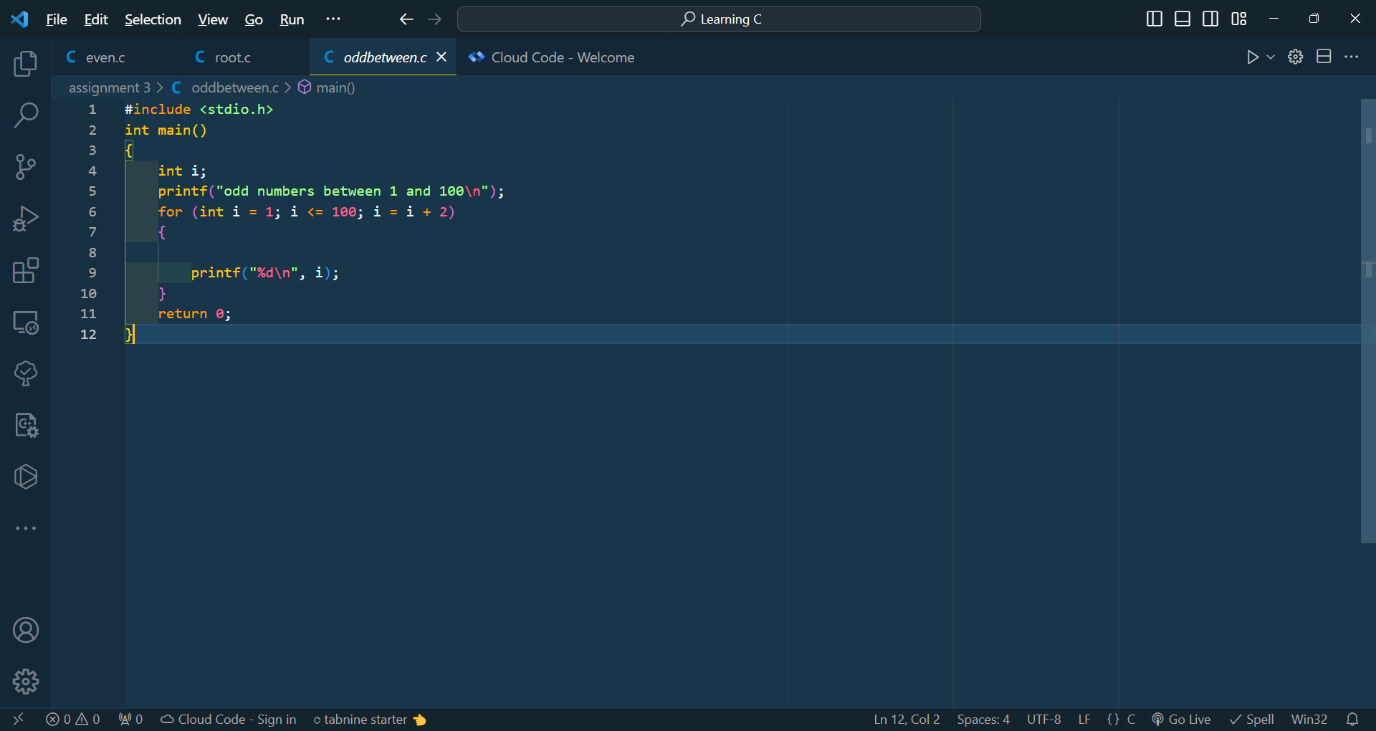 File Edit Selection View Go Run ··· Learning C
C even.c C root.c C oddbetween.c Cloud Code - Welcome
assignment 3 > C oddbetween.c > main()
1 #include <stdio.h>
2 int main()
3 {
4 int i;
5 printf("odd numbers between 1 and 100\n");
6 for (int i = 1; i <= 100; i = i + 2)
7 {
8
9 printf("%d\n", i);
10 }
11 return 0;
12 }
0 0 0 Cloud Code - Sign in tabnine starter Ln 12, Col 2 Spaces: 4 UTF-8 LF {} C Go Live Spell Win32